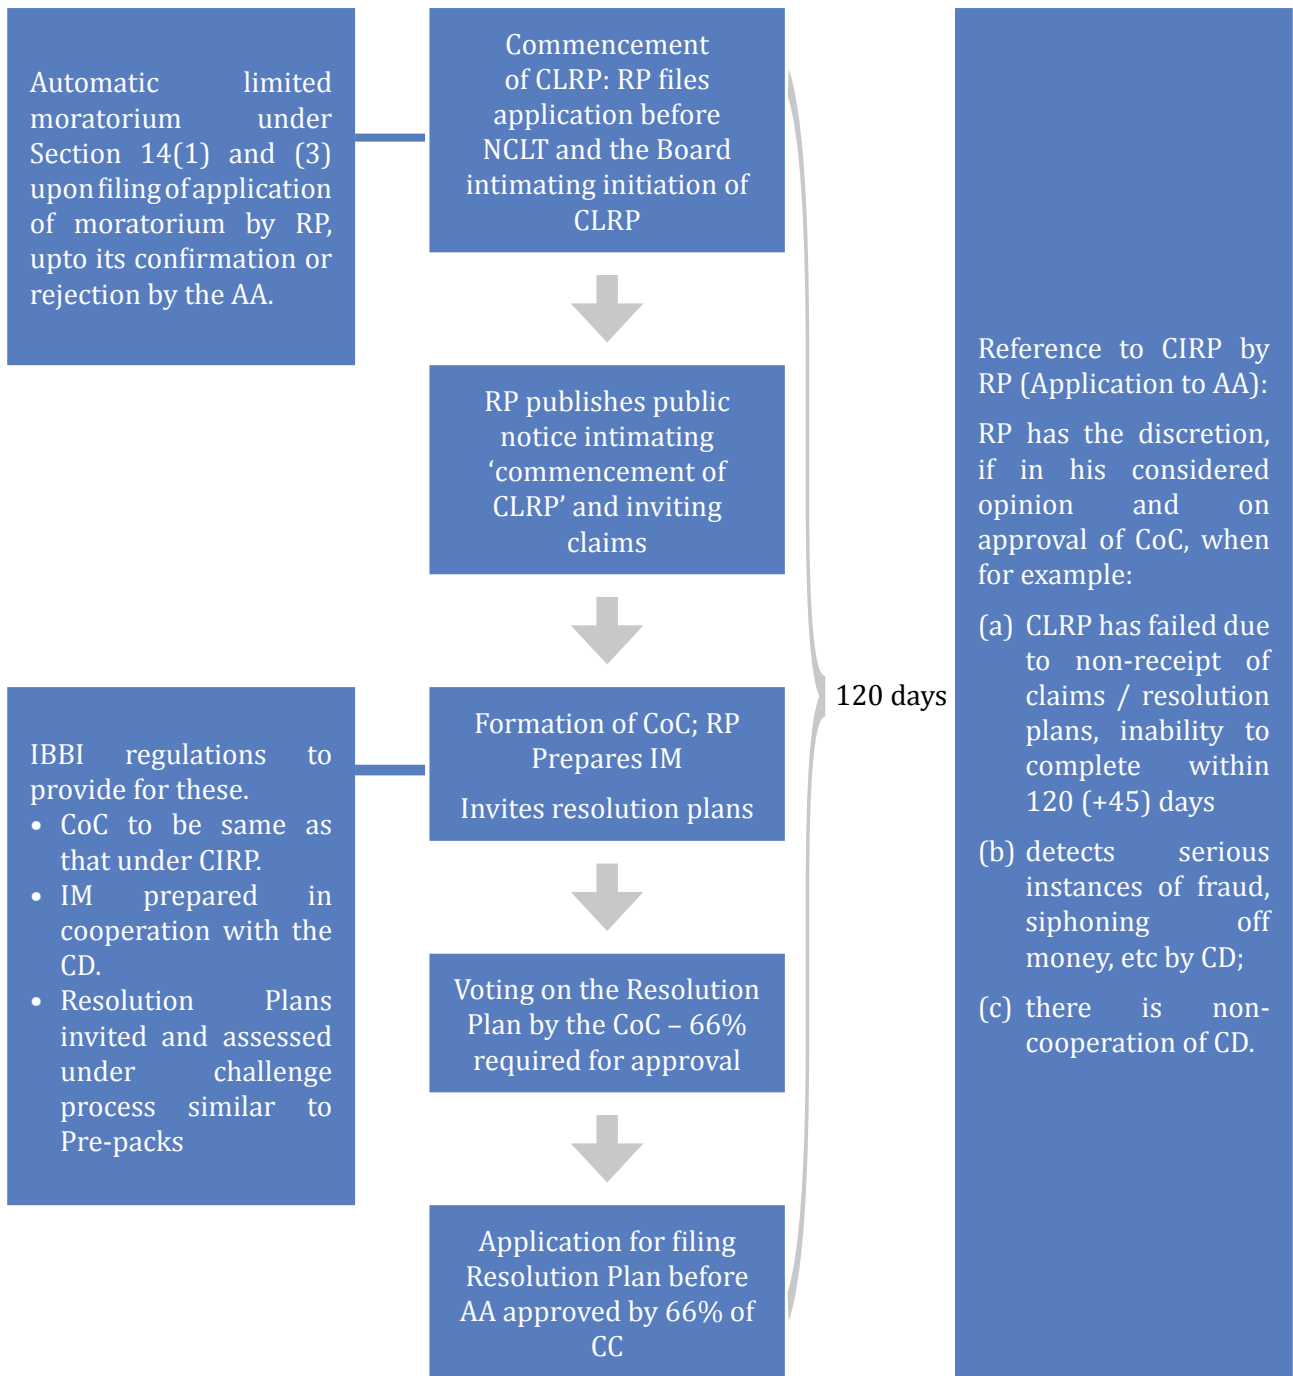 Automatic limited
moratorium under
Section 14(1) and (3)
upon filing of application
of moratorium by RP,
upto its confirmation or
rejection by the AA.
Commencement
of CLRP: RP files
application before
NCLT and the Board
intimating initiation of
CLRP
RP publishes public
notice intimating
‘commencement of
CLRP’ and inviting
claims
IBBI regulations to
provide for these.
• CoC to be same as
that under CIRP.
• IM prepared in
cooperation with the
CD.
• Resolution Plans
invited and assessed
under challenge
process similar to
Pre-packs
Formation of CoC; RP
Prepares IM
Invites resolution plans
Voting on the Resolution
Plan by the CoC – 66%
required for approval
Application for filing
Resolution Plan before
AA approved by 66% of
CC
120 days
Reference to CIRP by
RP (Application to AA):
RP has the discretion,
if in his considered
opinion and on
approval of CoC, when
for example:
(a) CLRP has failed due
to non-receipt of
claims / resolution
plans, inability to
complete within
120 (+45) days
(b) detects serious
instances of fraud,
siphoning off
money, etc by CD;
(c) there is non-
cooperation of CD.